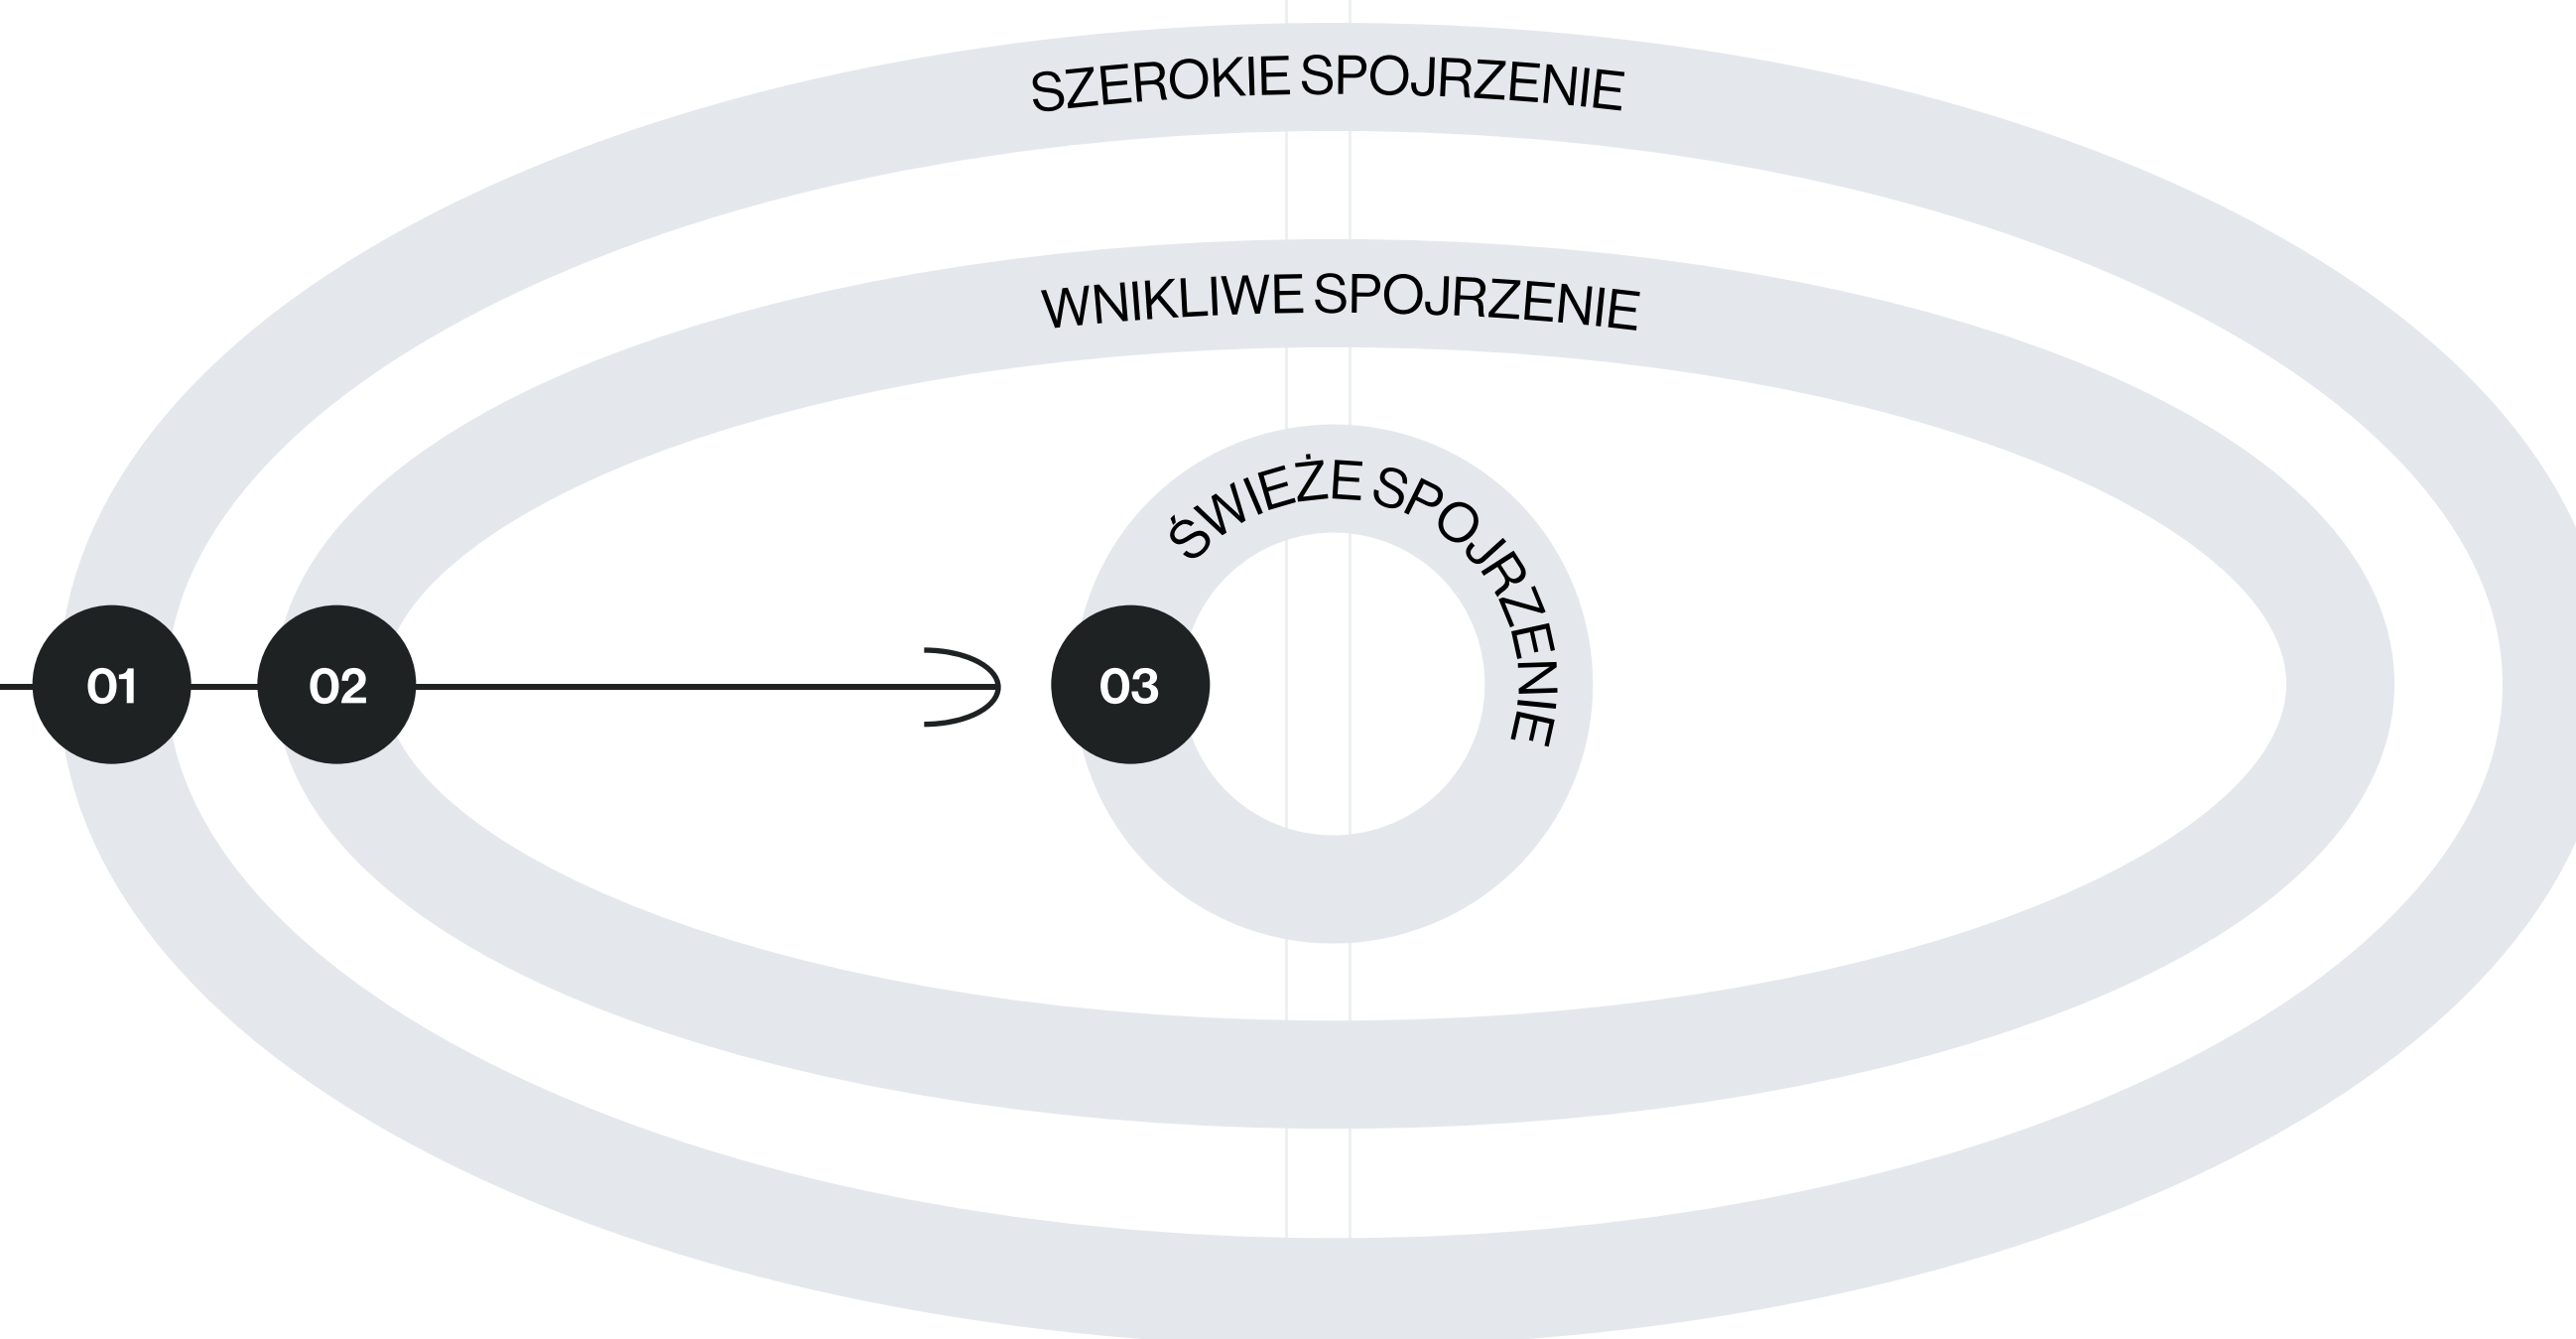 SZEROKIE SPOJRZENIE
WNIKLIWE SPOJRZENIE
ŚWIEŻE SPOJRZENIE
01
02
03